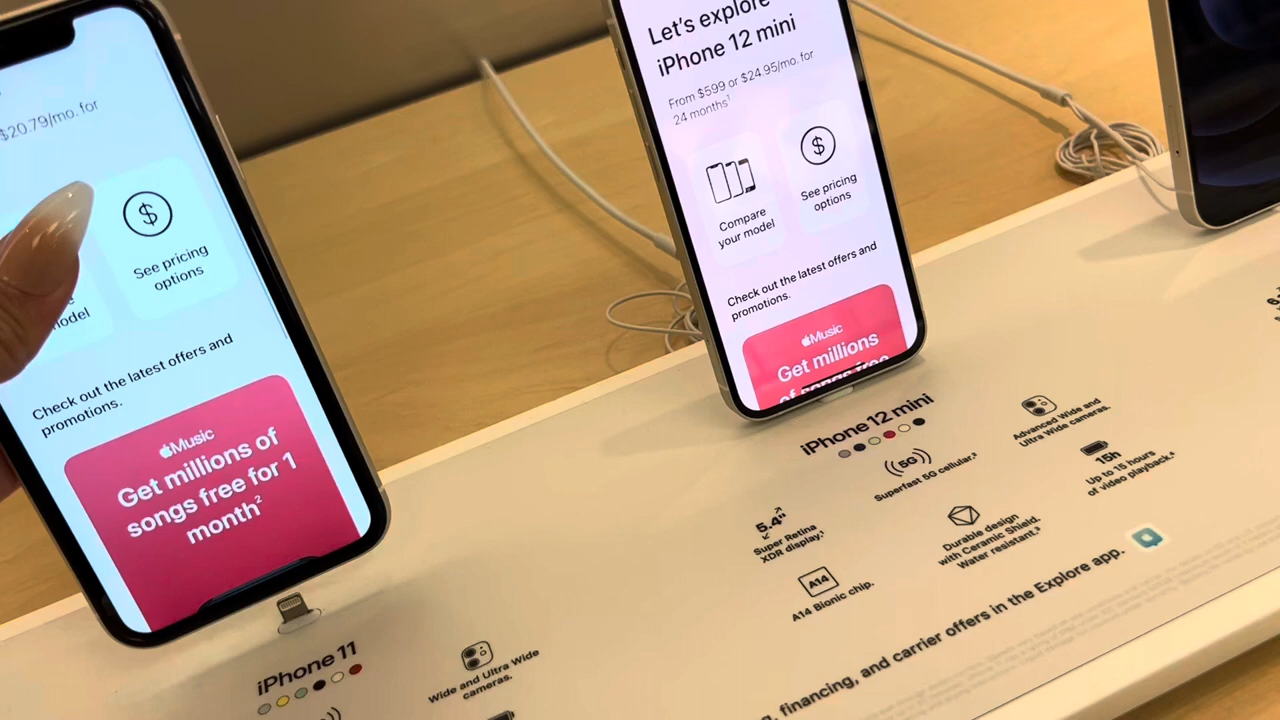 $20.79/mo. for
See pricing
options
model
Check out the latest offers and
promotions.
Music
Get millions of
songs free for 1
month²
Let's explore
iPhone 12 mini
From $599 or $24.95/mo. for
24 months¹
Compare
your model
See pricing
options
Check out the latest offers and
promotions.
Music
Get millions
of songs free
iPhone 12 mini
5G
Superfast 5G cellular.²
Advanced Wide and
Ultra Wide cameras.
15h
Up to 15 hours
of video playback.⁴
5.4"
Super Retina
XDR display.¹
Durable design
with Ceramic Shield.
Water resistant.³
A14
A14 Bionic chip.
financing, and carrier offers in the Explore app.
iPhone 11
Wide and Ultra Wide
cameras.